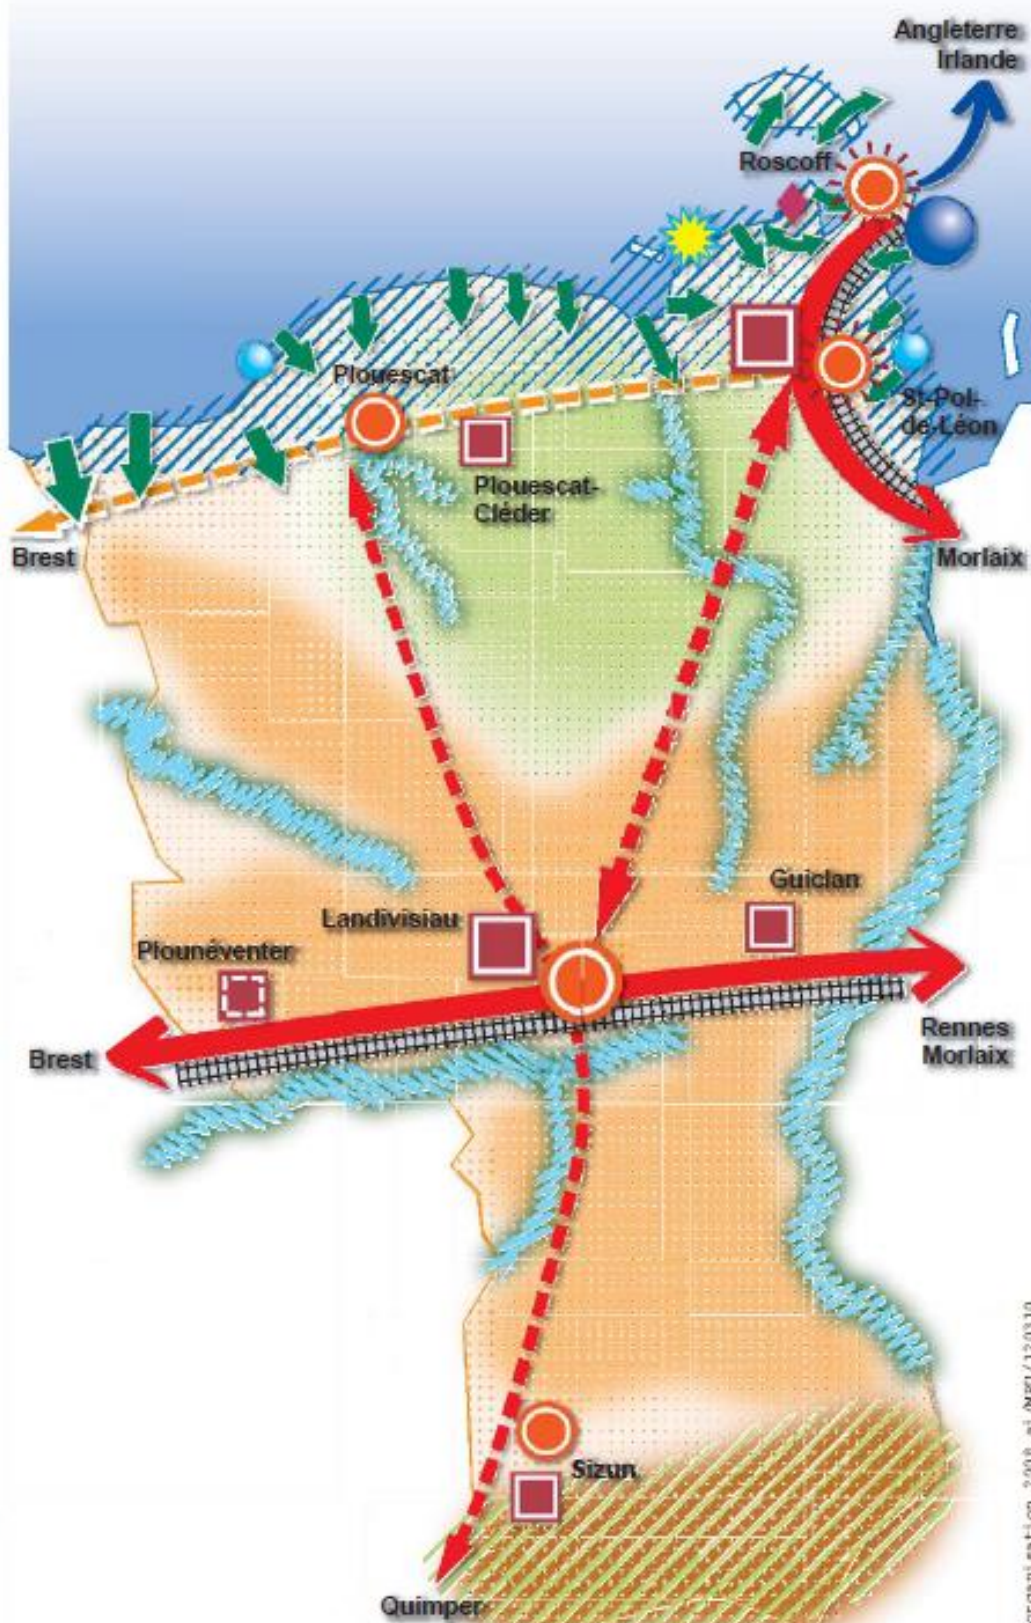 Angleterre
Irlande
Roscoff
Plouescat
St-Pol-
de-Léon
Plouescat-
Cléder
Brest
Morlaix
Guiclan
Landivisiau
Plounéventer
Brest
Rennes
Morlaix
Sizun
Quimper